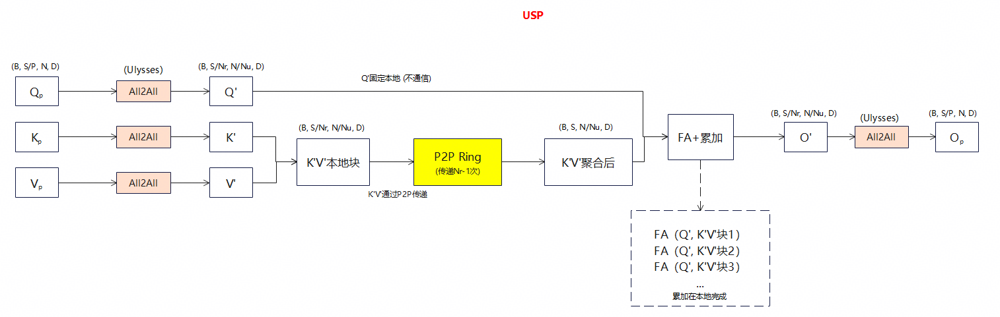 USP
(B, S/P, N, D)
(Ulysses)
(B, S/Nr, N/Nu, D)
Qₚ
All2All
Q'
Q'固定本地 (不通信)
Kₚ
All2All
K'
Vₚ
All2All
V'
(B, S/Nr, N/Nu, D)
K'V'本地块
P2P Ring
(传递Nr-1次)
K'V'通过P2P传递
(B, S, N/Nu, D)
K'V'聚合后
FA+累加
(B, S/Nr, N/Nu, D)
O'
(Ulysses)
All2All
(B, S/P, N, D)
Oₚ
FA（Q', K'V'块1）
FA（Q', K'V'块2）
FA（Q', K'V'块3）
...
累加在本地完成